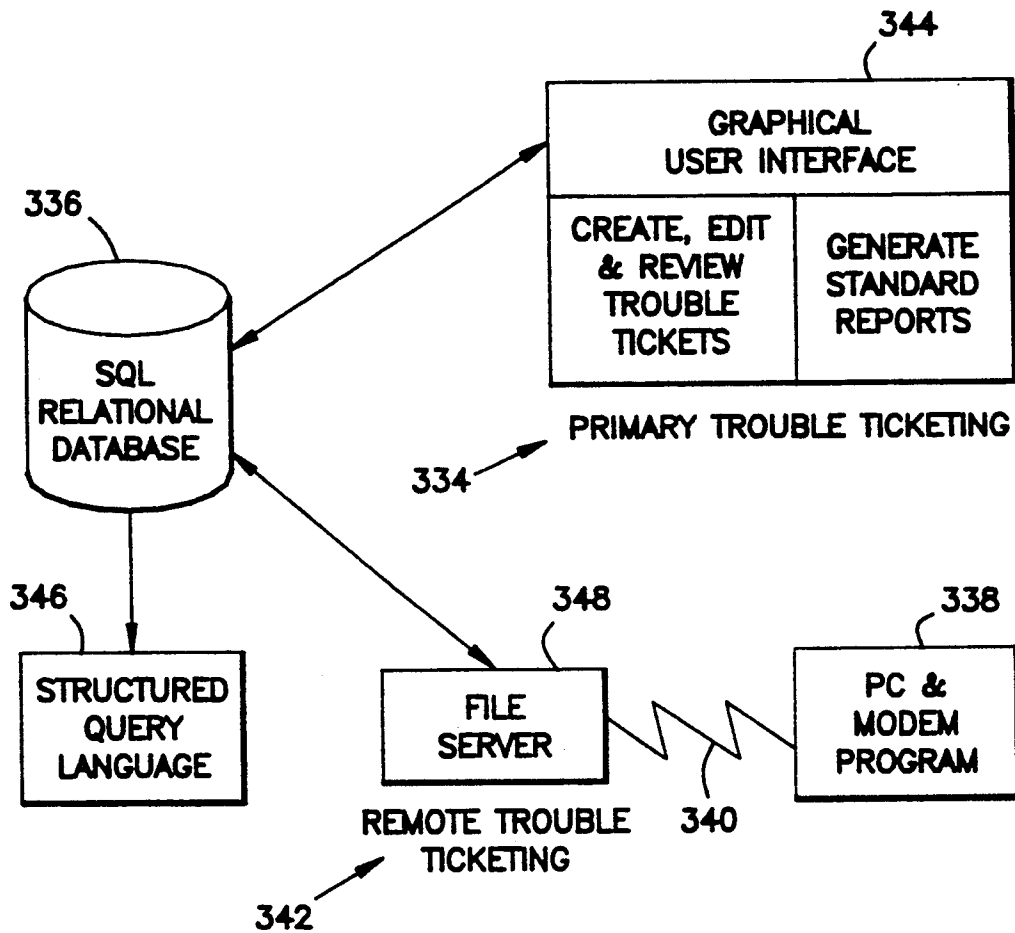 344
GRAPHICAL
USER INTERFACE
CREATE, EDIT
& REVIEW
TROUBLE
TICKETS
GENERATE
STANDARD
REPORTS
336
SQL
RELATIONAL
DATABASE
PRIMARY TROUBLE TICKETING
334
346
STRUCTURED
QUERY
LANGUAGE
348
FILE
SERVER
338
PC &
MODEM
PROGRAM
340
REMOTE TROUBLE
TICKETING
342